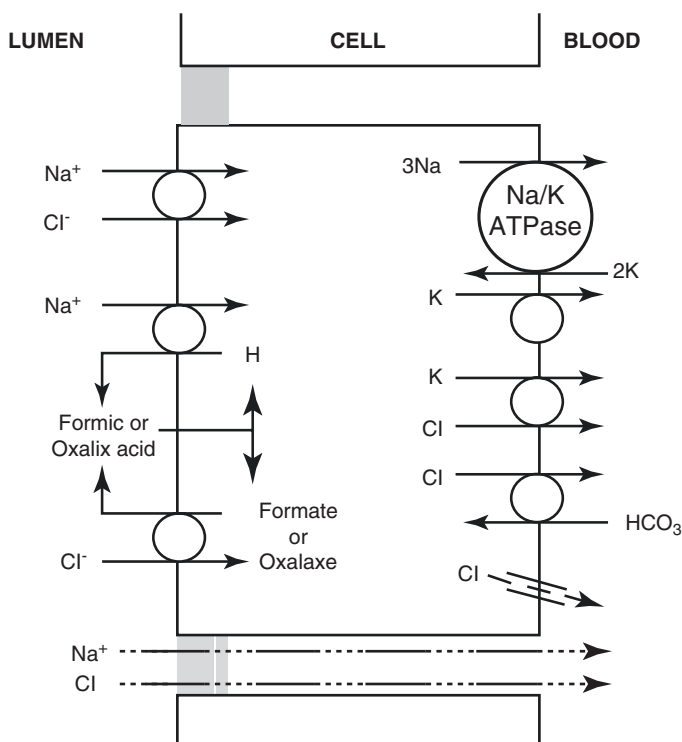 LUMEN
CELL
BLOOD
Na⁺
Cl⁻
Na⁺
H
Formic or
Oxalix acid
Formate
or
Oxalaxe
Cl⁻
3Na
Na/K
ATPase
2K
K
K
Cl
Cl
HCO₃
Cl
Na⁺
Cl